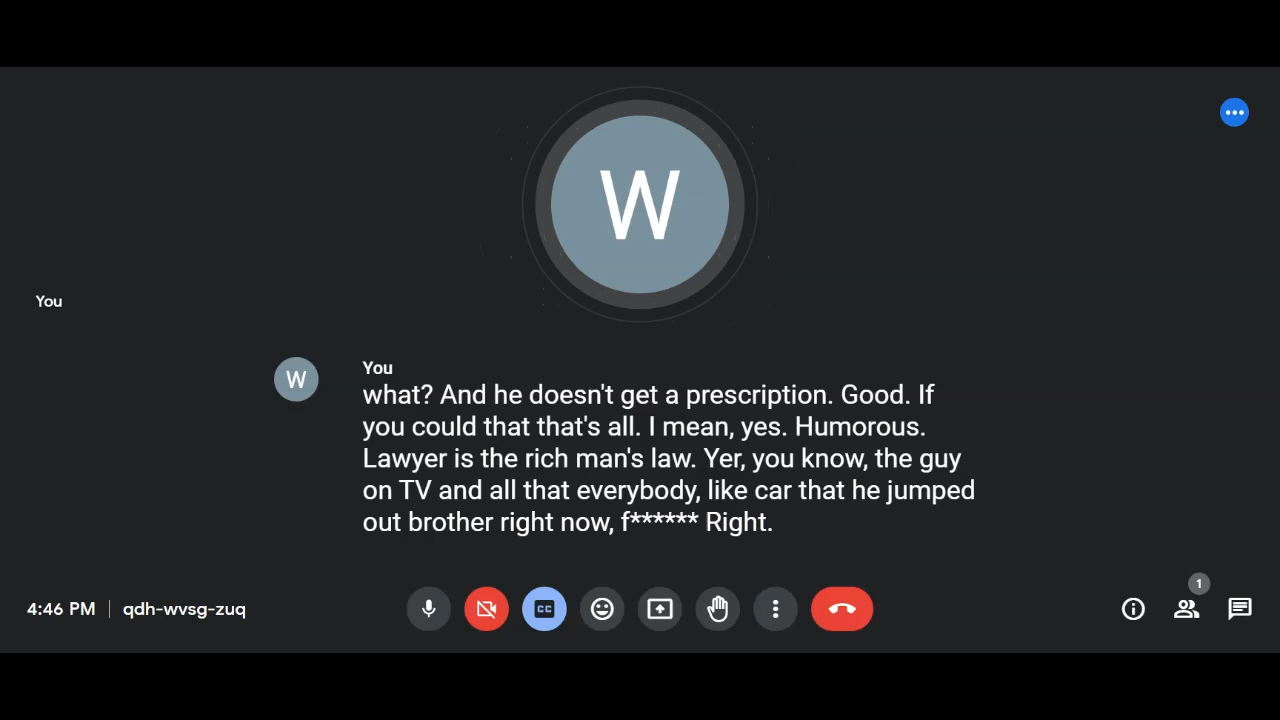 W
You
W
You
what? And he doesn't get a prescription. Good. If
you could that that's all. I mean, yes. Humorous.
Lawyer is the rich man's law. Yer, you know, the guy
on TV and all that everybody, like car that he jumped
out brother right now, f****** Right.
1
4:46 PM | qdh-wvsg-zuq
CC